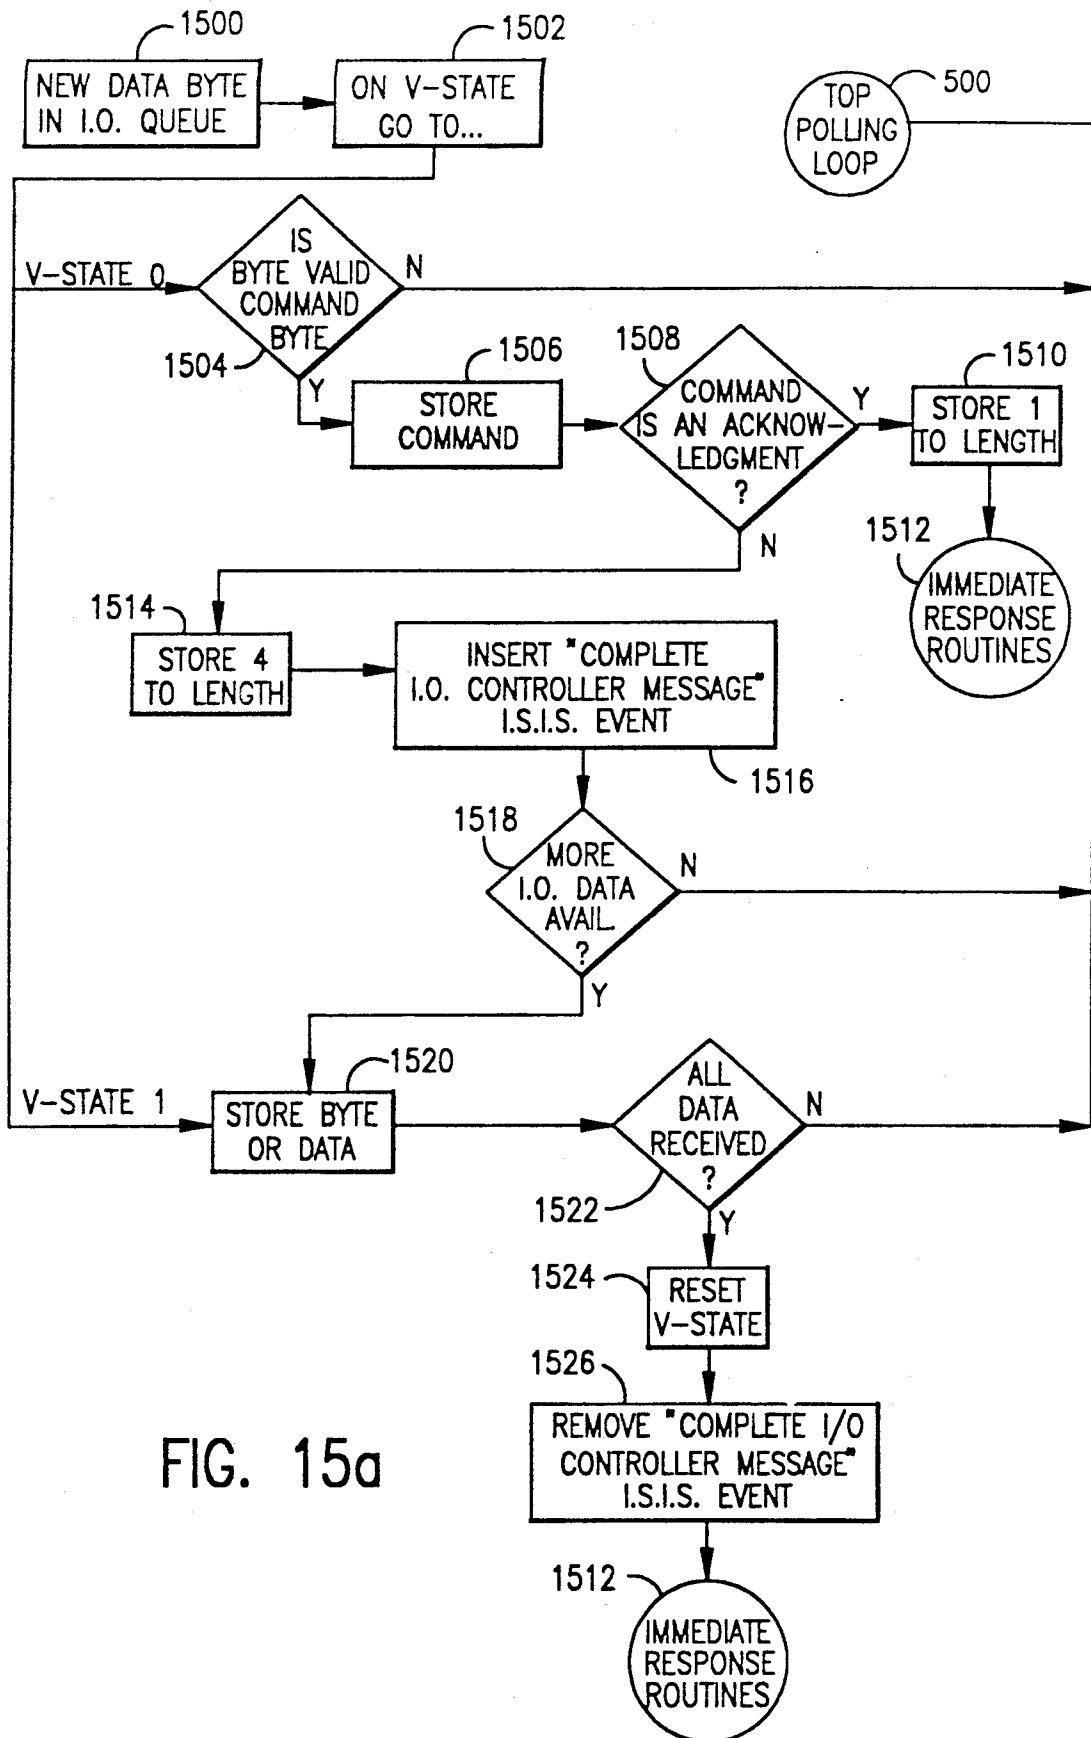 1500
NEW DATA BYTE
IN I.O. QUEUE
1502
ON V-STATE
GO TO...
500
TOP
POLLING
LOOP
V-STATE 0
IS
BYTE VALID
COMMAND
BYTE
N
1504
Y
1506
STORE
COMMAND
1508
COMMAND
IS AN ACKNOW-
LEDGMENT
?
Y
N
1510
STORE 1
TO LENGTH
1512
IMMEDIATE
RESPONSE
ROUTINES
1514
STORE 4
TO LENGTH
INSERT "COMPLETE
I.O. CONTROLLER MESSAGE"
I.S.I.S. EVENT
1516
1518
MORE
I.O. DATA
AVAIL.
?
N
Y
V-STATE 1
1520
STORE BYTE
OR DATA
ALL
DATA
RECEIVED
?
N
1522
Y
1524
RESET
V-STATE
1526
REMOVE "COMPLETE I/O
CONTROLLER MESSAGE"
I.S.I.S. EVENT
1512
IMMEDIATE
RESPONSE
ROUTINES
FIG. 15a